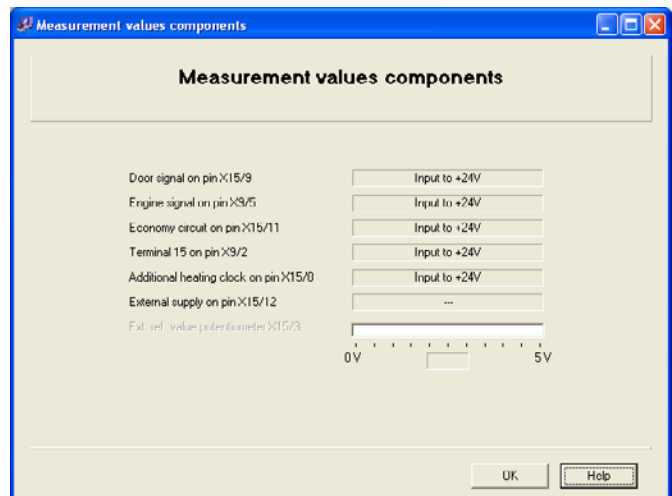 Measurement values components
Measurement values components
Door signal on pin X15/9 Input to +24V
Engine signal on pin X9/5 Input to +24V
Economy circuit on pin X15/11 Input to +24V
Terminal 15 on pin X9/2 Input to +24V
Additional heating clock on pin X15/8 Input to +24V
External supply on pin X15/12 ---
Ext. ref. value potentiometer X15/3
0V 5V
OK Help